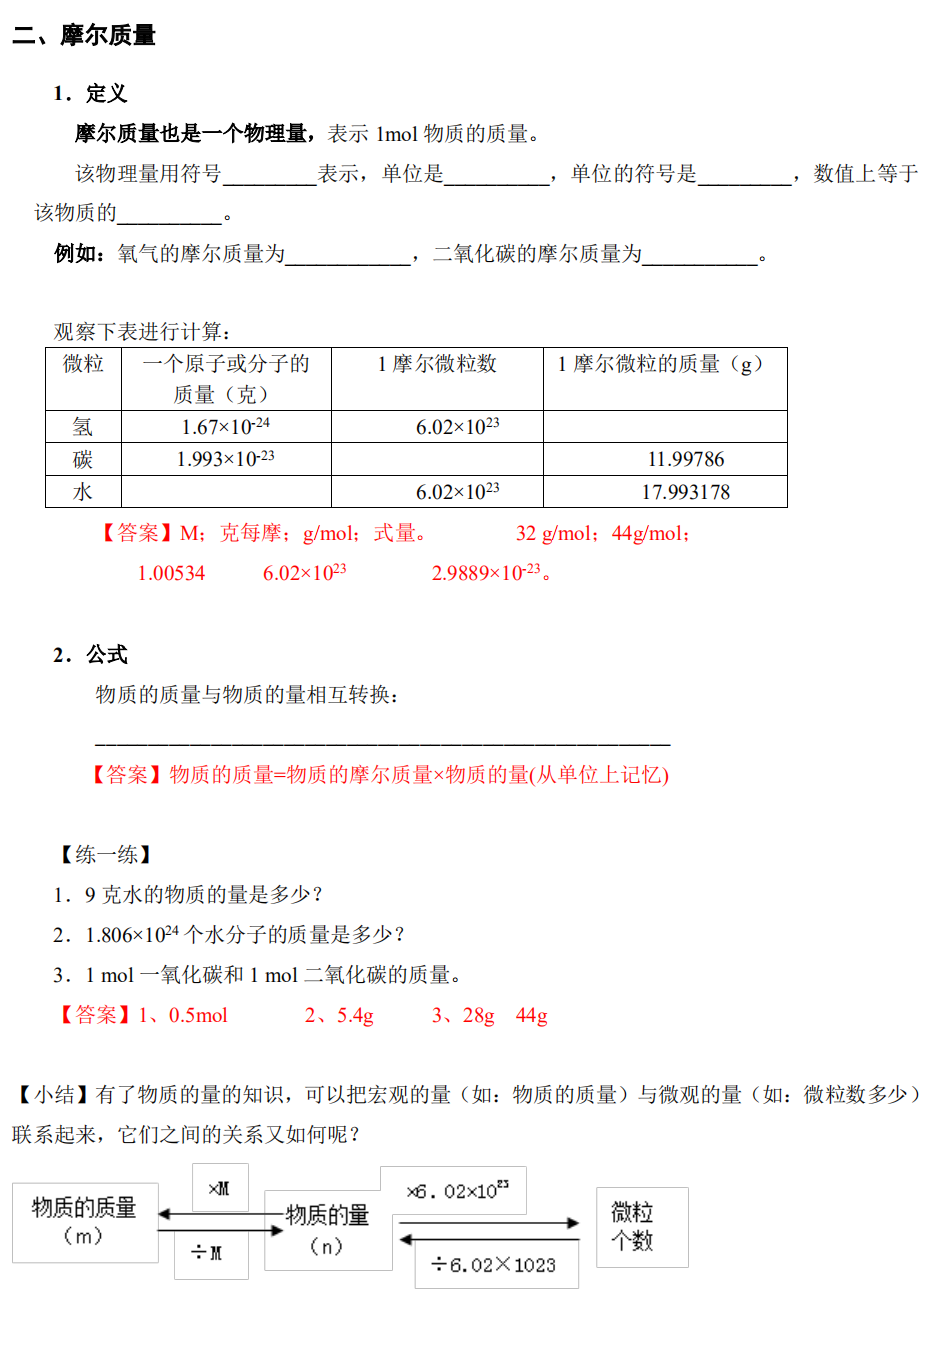 二、摩尔质量
1．定义
摩尔质量也是一个物理量，表示 1mol 物质的质量。
该物理量用符号_________表示，单位是__________，单位的符号是_________，数值上等于
该物质的__________。
例如：氧气的摩尔质量为____________，二氧化碳的摩尔质量为___________。
观察下表进行计算：
微粒 一个原子或分子的 1 摩尔微粒数 1 摩尔微粒的质量（g）
质量（克）
氢 1.67×10⁻²⁴ 6.02×10²³
碳 1.993×10⁻²³ 11.99786
水 6.02×10²³ 17.993178
【答案】M；克每摩；g/mol；式量。 32 g/mol；44g/mol；
1.00534 6.02×10²³ 2.9889×10⁻²³。
2．公式
物质的质量与物质的量相互转换：
_______________________________________________________
【答案】物质的质量=物质的摩尔质量×物质的量(从单位上记忆)
【练一练】
1．9 克水的物质的量是多少？
2．1.806×10²⁴ 个水分子的质量是多少？
3．1 mol 一氧化碳和 1 mol 二氧化碳的质量。
【答案】1、0.5mol 2、5.4g 3、28g 44g
【小结】有了物质的量的知识，可以把宏观的量（如：物质的质量）与微观的量（如：微粒数多少）
联系起来，它们之间的关系又如何呢？
物质的质量
（m）
×M
÷M
物质的量
（n）
×6.02×10²³
÷6.02×1023
微粒
个数